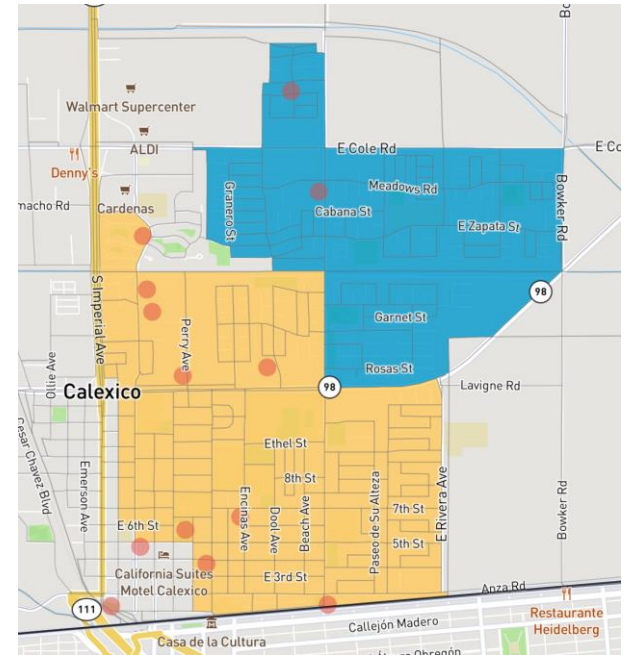 111
Bo
Walmart Supercenter
ALDI
E Cole Rd
E Co
Denny's
Meadows Rd
macho Rd
Cardenas
Granero St
Cabana St
E Zapata St
Bowker Rd
S Imperial Ave
98
Garnet St
Perry Ave
Ollie Ave
Rosas St
Calexico
98
Lavigne Rd
Cesar Chavez Blvd
Ethel St
Emerson Ave
8th St
Encinas Ave
Dool Ave
Beach Ave
Paseo de Su Alteza
E Rivera Ave
Bowker Rd
7th St
E 6th St
5th St
California Suites
Motel Calexico
E 3rd St
Anza Rd
111
Restaurante
Heidelberg
Callejón Madero
Casa de la Cultura
Obregón